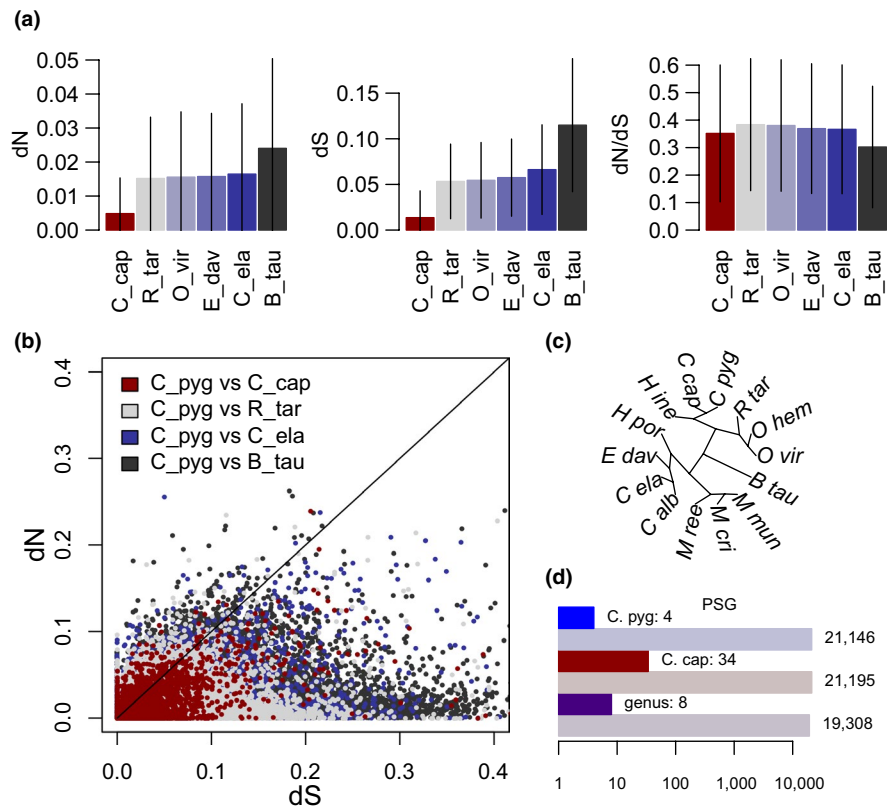 (a)
dN
0.05
0.04
0.03
0.02
0.01
0.00
C_cap
R_tar
O_vir
E_dav
C_ela
B_tau
dS
0.15
0.10
0.05
0.00
C_cap
R_tar
O_vir
E_dav
C_ela
B_tau
dN/dS
0.6
0.5
0.4
0.3
0.2
0.1
0.0
C_cap
R_tar
O_vir
E_dav
C_ela
B_tau
(b)
dN
0.4
0.3
0.2
0.1
0.0
C_pyg vs C_cap
C_pyg vs R_tar
C_pyg vs C_ela
C_pyg vs B_tau
0.0 0.1 0.2 0.3 0.4
dS
(c)
C cap
C pyg
R tar
O hem
O vir
B tau
M mun
M cri
M ree
C alb
C ela
E dav
H por
H ine
(d)
PSG
C. pyg: 4
21,146
C. cap: 34
21,195
genus: 8
19,308
1 10 100 1,000 10,000